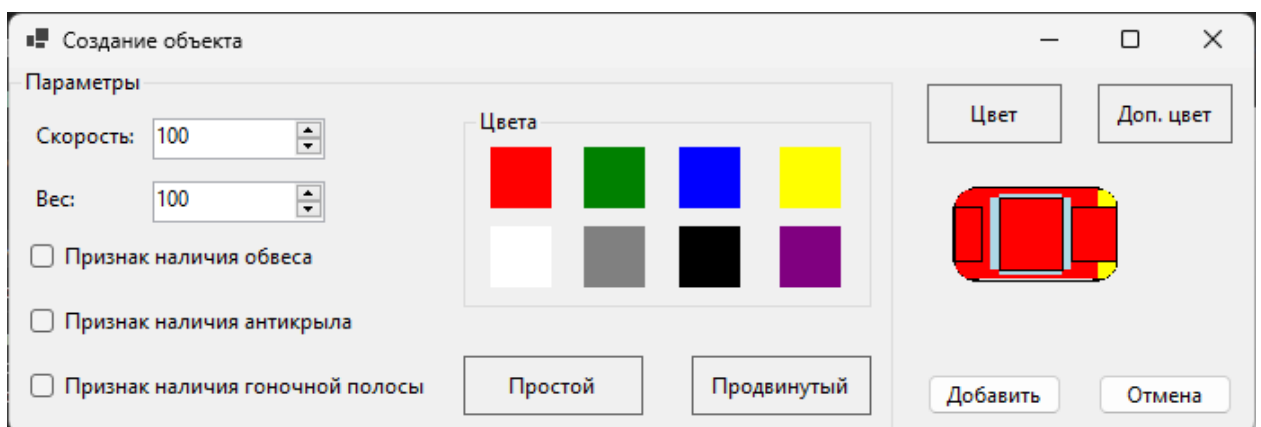 Создание объекта
Параметры
Скорость: 100
Вес: 100
Признак наличия обвеса
Признак наличия антикрыла
Признак наличия гоночной полосы
Цвета
Простой
Продвинутый
Цвет
Доп. цвет
Добавить
Отмена